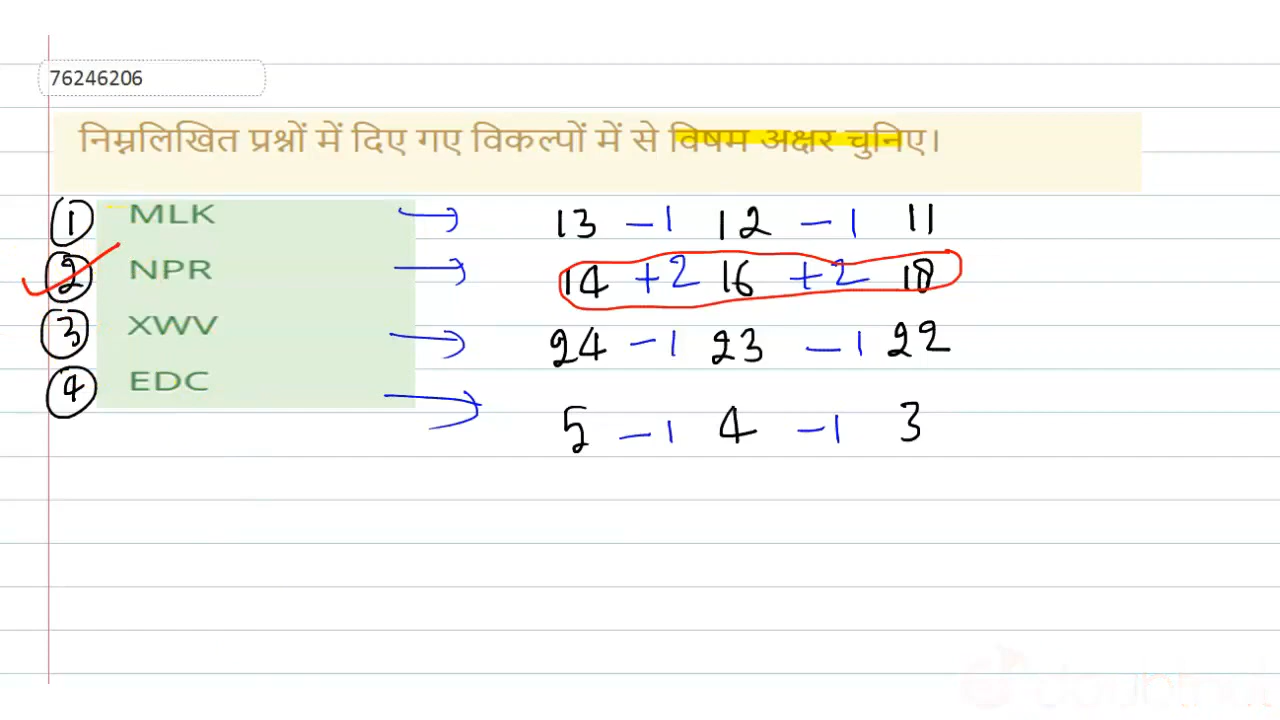 76246206
निम्नलिखित प्रश्नों में दिए गए विकल्पों में से विषम अक्षर चुनिए।
1 MLK 13 -1 12 -1 11
2 NPR 14 +2 16 +2 18
3 XWV 24 -1 23 -1 22
4 EDC 5 -1 4 -1 3
doubtnut